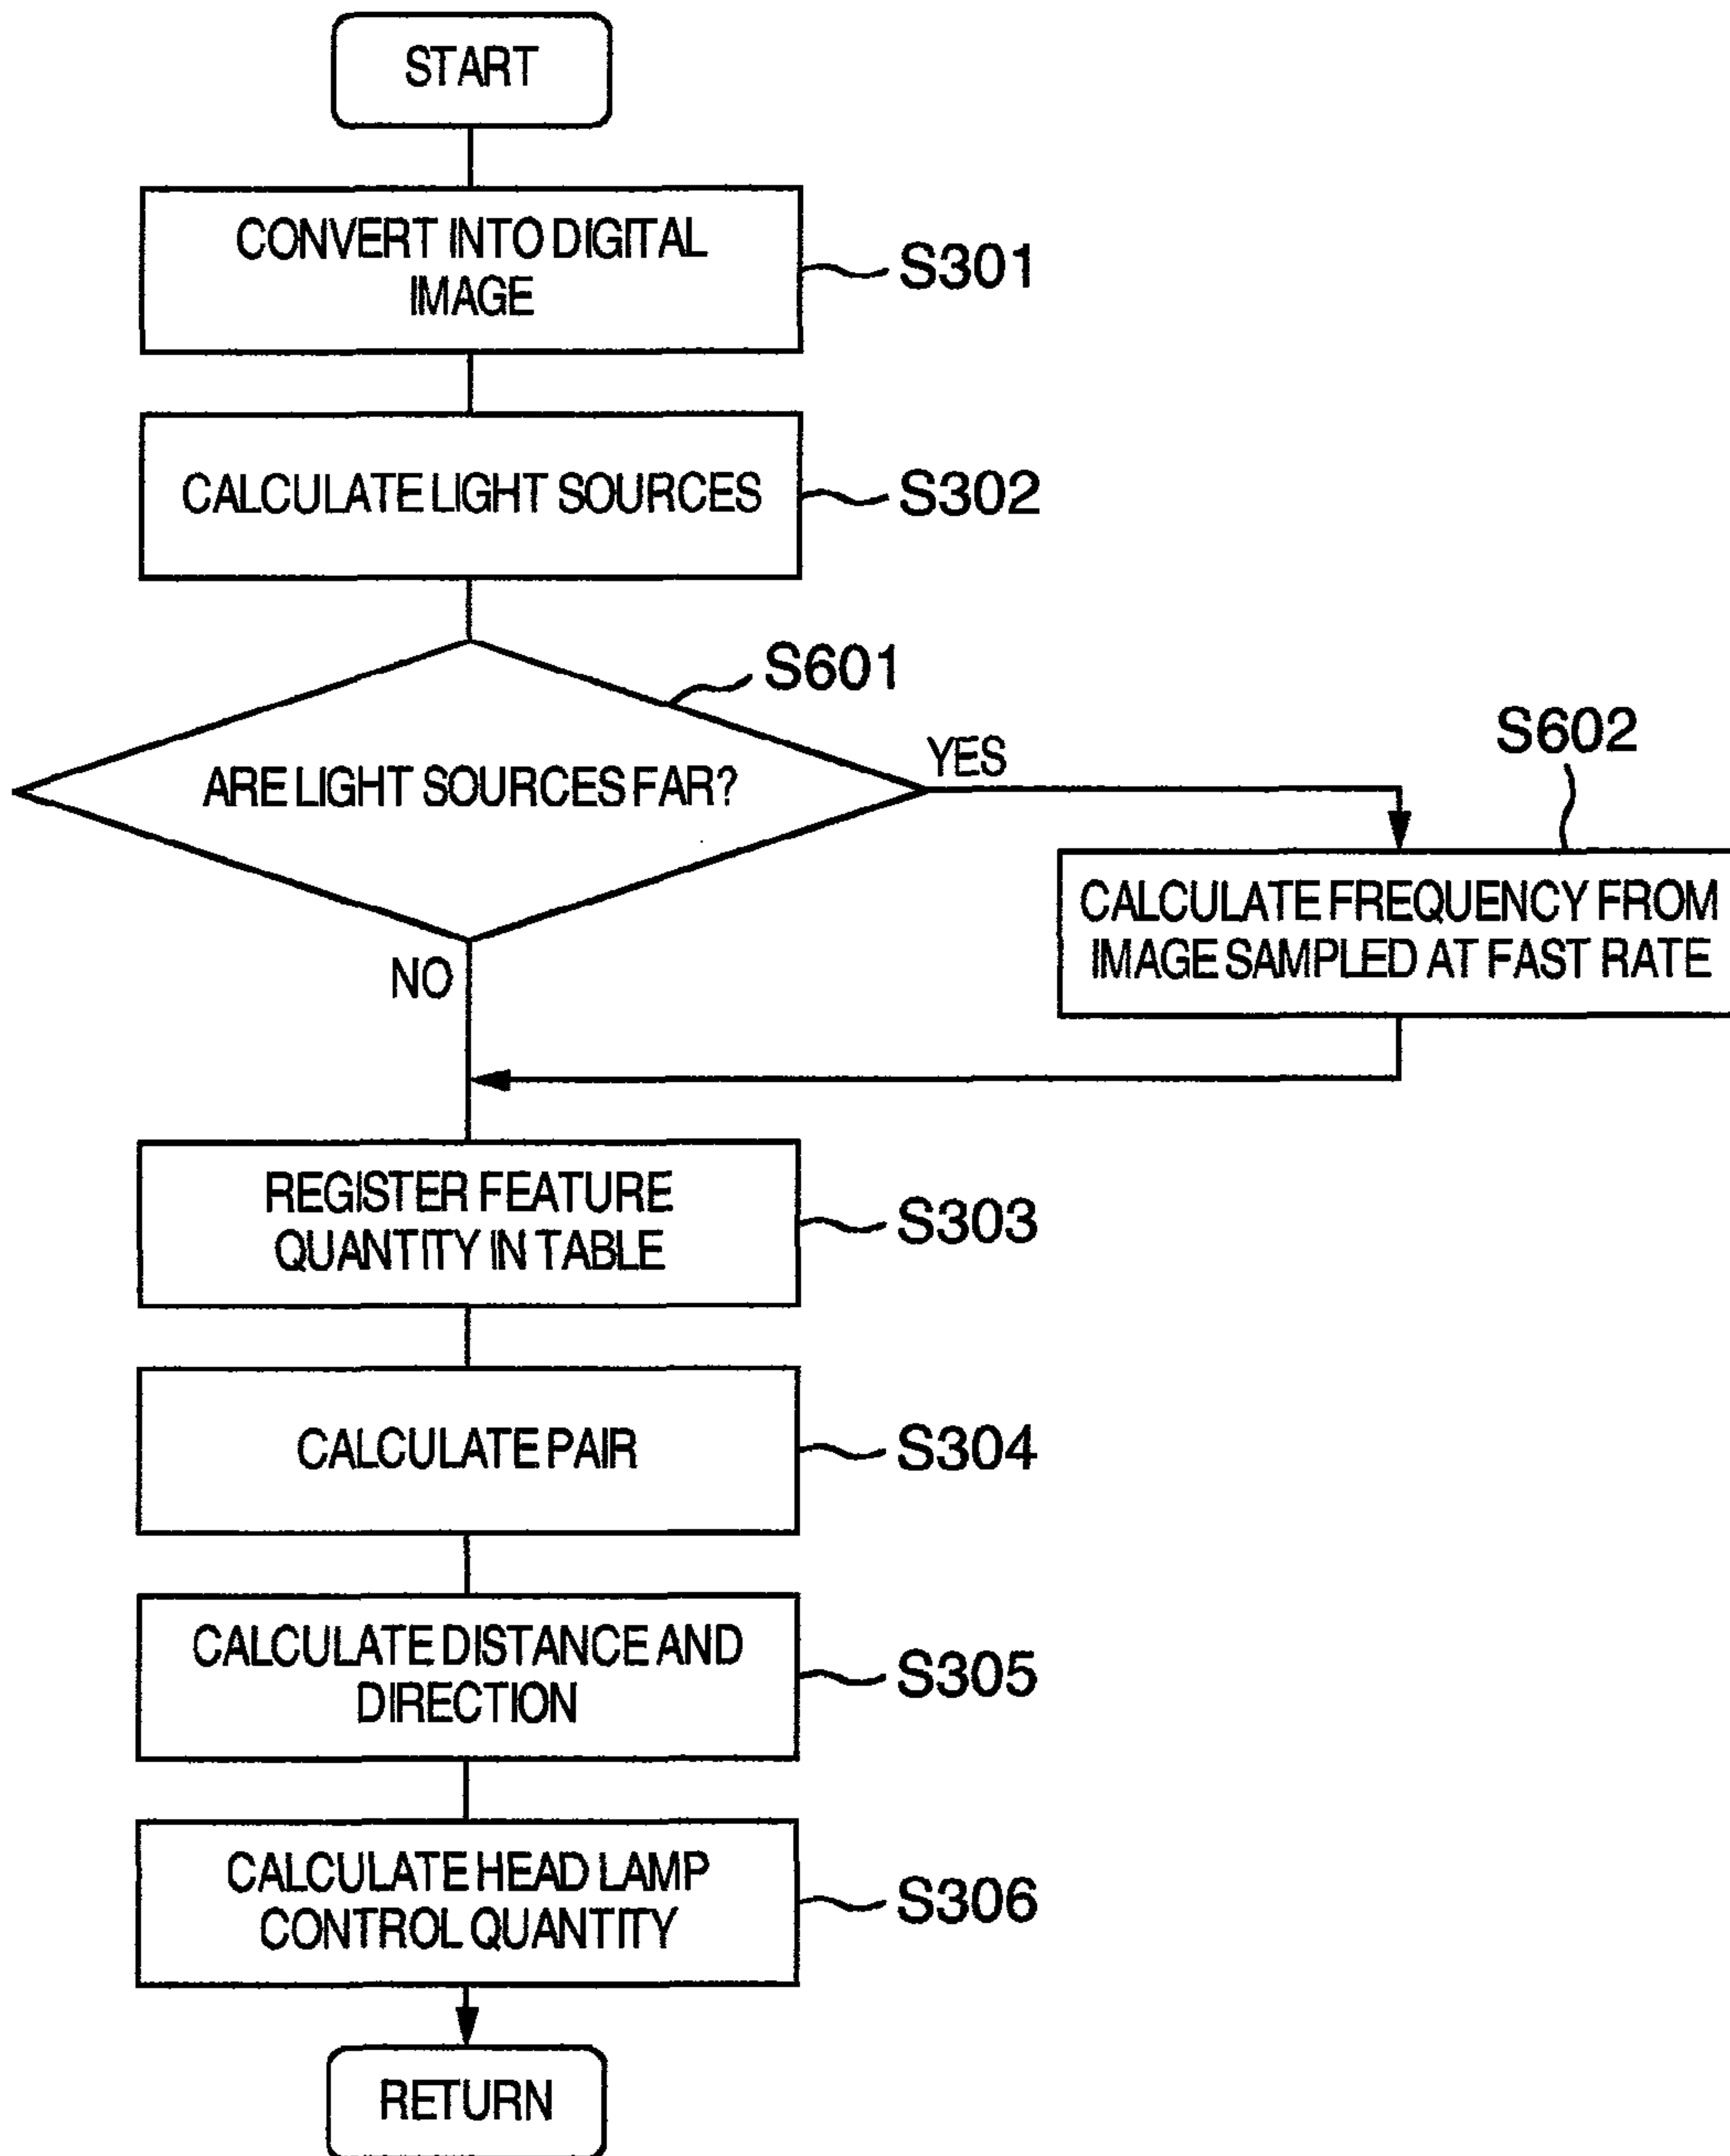 START
CONVERT INTO DIGITAL
IMAGE
S301
CALCULATE LIGHT SOURCES
S302
S601
ARE LIGHT SOURCES FAR?
YES
S602
CALCULATE FREQUENCY FROM
IMAGE SAMPLED AT FAST RATE
NO
REGISTER FEATURE
QUANTITY IN TABLE
S303
CALCULATE PAIR
S304
CALCULATE DISTANCE AND
DIRECTION
S305
CALCULATE HEAD LAMP
CONTROL QUANTITY
S306
RETURN